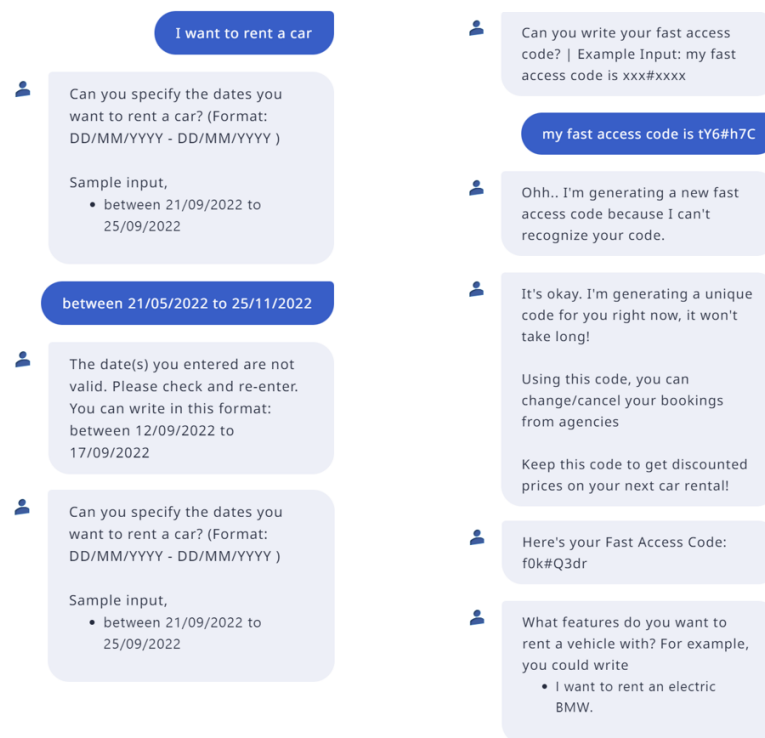 I want to rent a car
Can you specify the dates you
want to rent a car? (Format:
DD/MM/YYYY - DD/MM/YYYY )
Sample input,
• between 21/09/2022 to
25/09/2022
between 21/05/2022 to 25/11/2022
The date(s) you entered are not
valid. Please check and re-enter.
You can write in this format:
between 12/09/2022 to
17/09/2022
Can you specify the dates you
want to rent a car? (Format:
DD/MM/YYYY - DD/MM/YYYY )
Sample input,
• between 21/09/2022 to
25/09/2022
Can you write your fast access
code? | Example Input: my fast
access code is xxx#xxxx
my fast access code is tY6#h7C
Ohh.. I'm generating a new fast
access code because I can't
recognize your code.
It's okay. I'm generating a unique
code for you right now, it won't
take long!
Using this code, you can
change/cancel your bookings
from agencies
Keep this code to get discounted
prices on your next car rental!
Here's your Fast Access Code:
f0k#Q3dr
What features do you want to
rent a vehicle with? For example,
you could write
• I want to rent an electric
BMW.